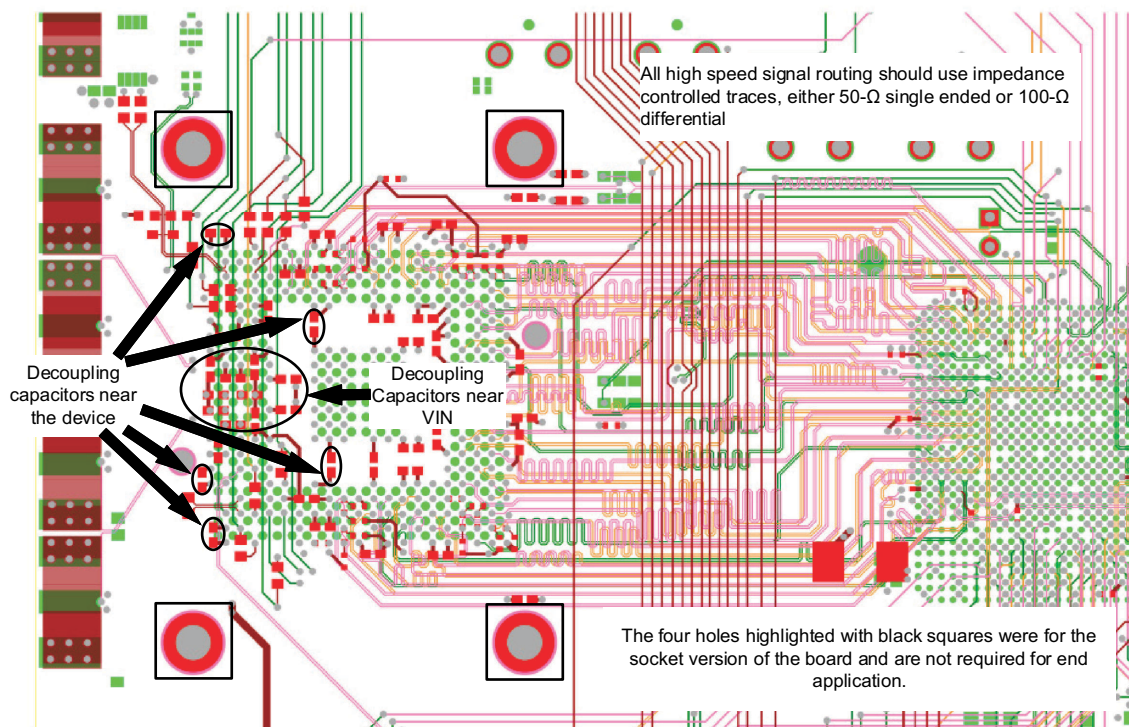 All high speed signal routing should use impedance
controlled traces, either 50-Ω single ended or 100-Ω
differential
Decoupling
capacitors near
the device
Decoupling
Capacitors near
VIN
The four holes highlighted with black squares were for the
socket version of the board and are not required for end
application.